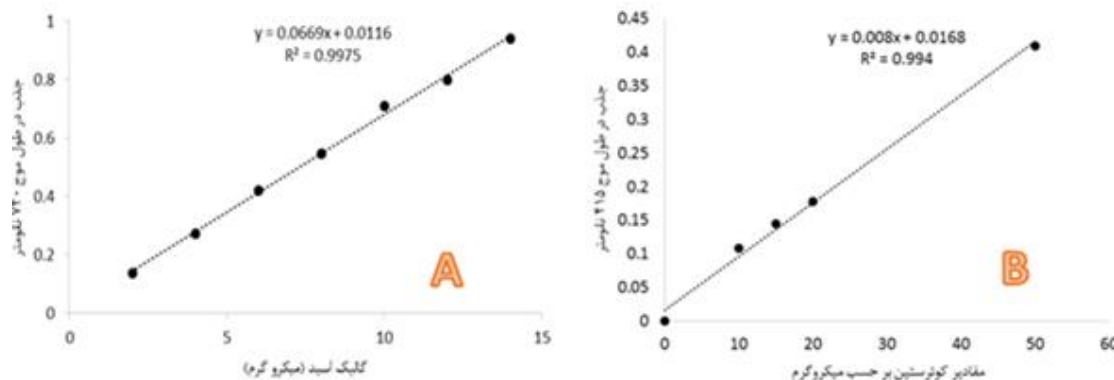 y = 0.0669x + 0.0116
R² = 0.9975
1
0.8
0.6
0.4
0.2
0
0
5
10
15
جذب در طول موج ۷۲۰ نانومتر
گالیک اسید (میکرو گرم)
A
y = 0.008x + 0.0168
R² = 0.994
0.45
0.4
0.35
0.3
0.25
0.2
0.15
0.1
0.05
0
0
10
20
30
40
50
60
جذب در طول موج ۴۱۵ نانومتر
مقادیر کوئرستین بر حسب میکروگرم
B